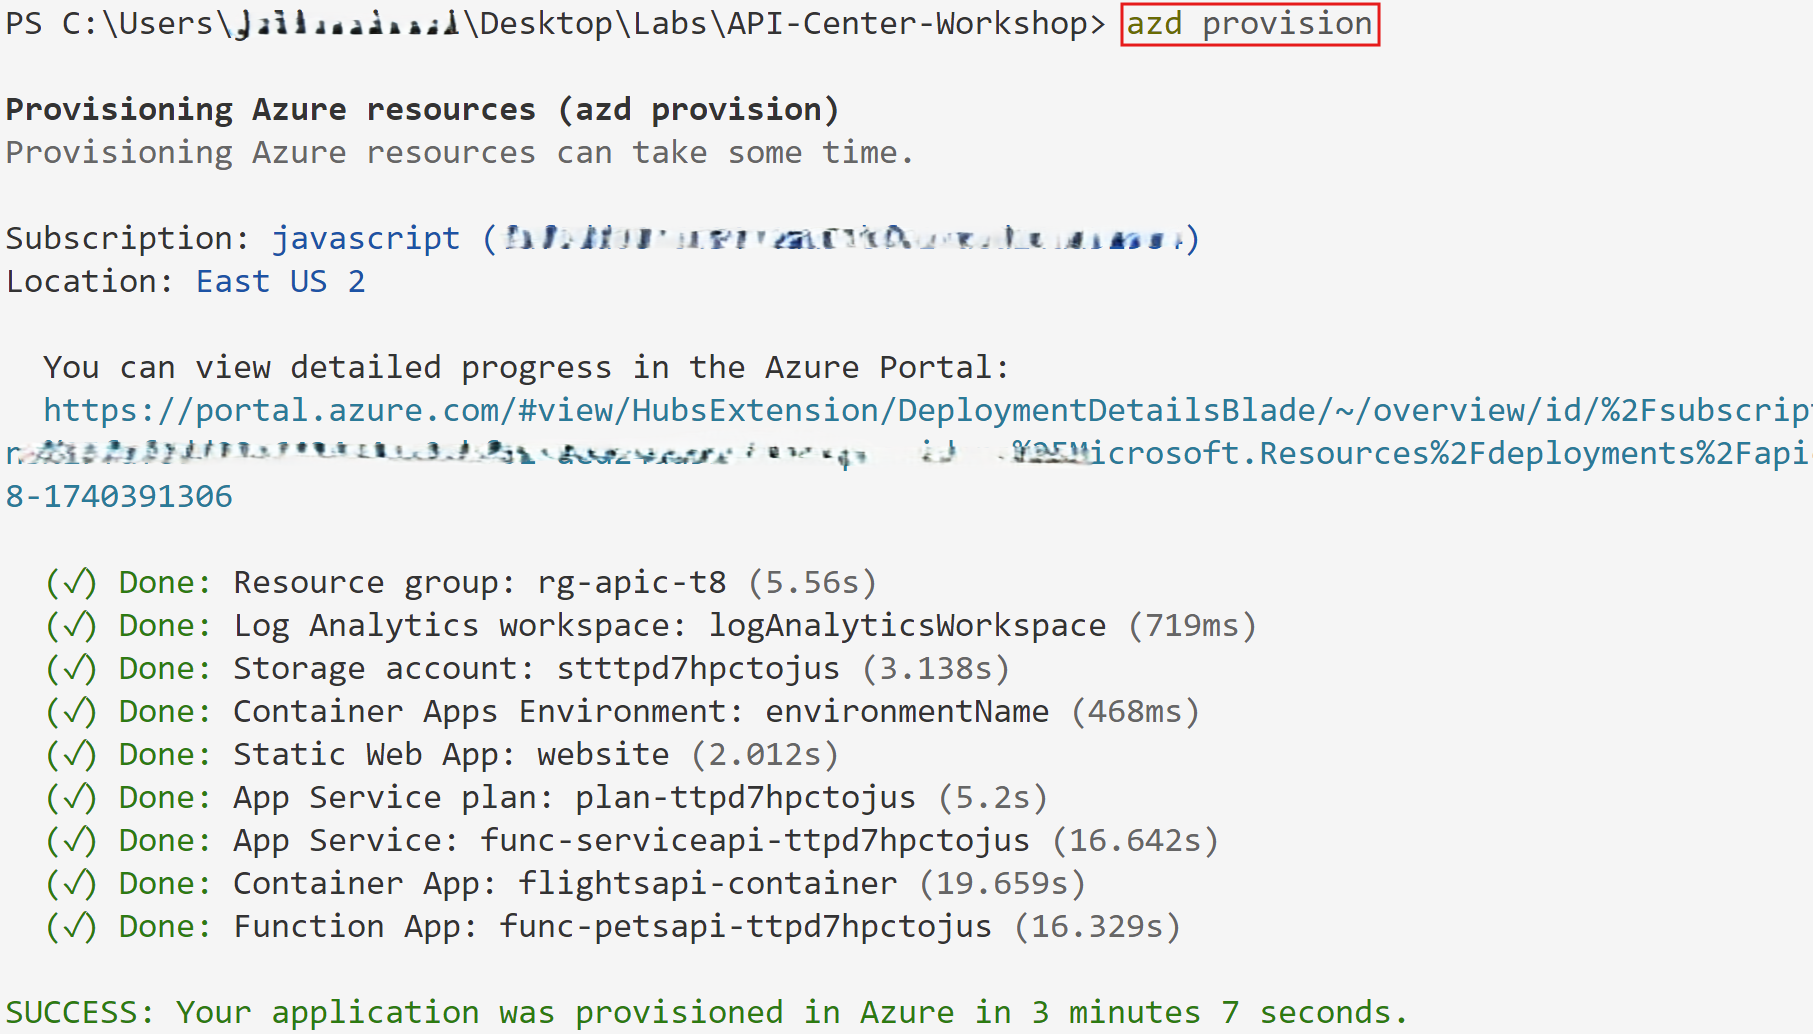 PS C:\Users\ \Desktop\Labs\API-Center-Workshop> azd provision
Provisioning Azure resources (azd provision)
Provisioning Azure resources can take some time.
Subscription: javascript ( )
Location: East US 2
You can view detailed progress in the Azure Portal:
https://portal.azure.com/#view/HubsExtension/DeploymentDetailsBlade/~/overview/id/%2Fsubscript
icrosoft.Resources%2Fdeployments%2Fapi
8-1740391306
(✓) Done: Resource group: rg-apic-t8 (5.56s)
(✓) Done: Log Analytics workspace: logAnalyticsWorkspace (719ms)
(✓) Done: Storage account: stttpd7hpctojus (3.138s)
(✓) Done: Container Apps Environment: environmentName (468ms)
(✓) Done: Static Web App: website (2.012s)
(✓) Done: App Service plan: plan-ttpd7hpctojus (5.2s)
(✓) Done: App Service: func-serviceapi-ttpd7hpctojus (16.642s)
(✓) Done: Container App: flightsapi-container (19.659s)
(✓) Done: Function App: func-petsapi-ttpd7hpctojus (16.329s)
SUCCESS: Your application was provisioned in Azure in 3 minutes 7 seconds.